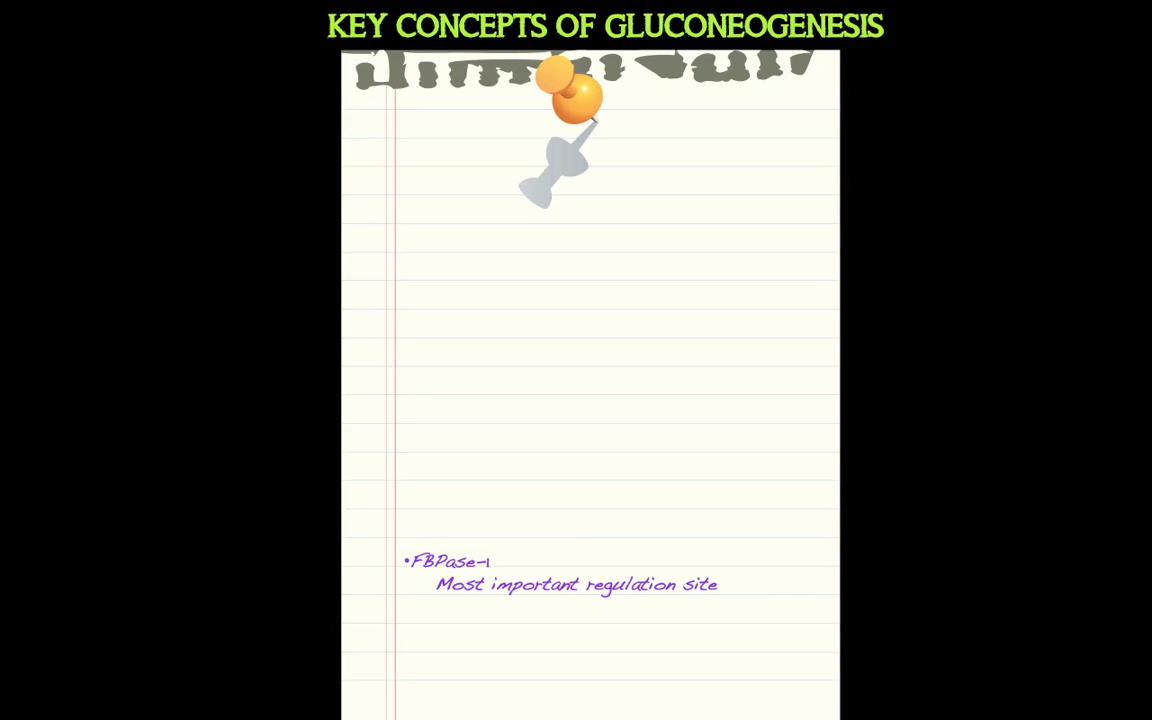 KEY CONCEPTS OF GLUCONEOGENESIS
•FBPase-1
Most important regulation site